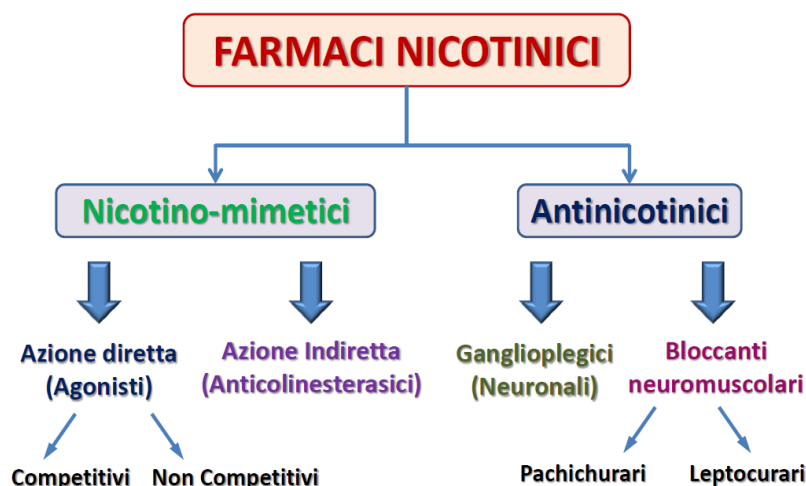 FARMACI NICOTINICI
Nicotino-mimetici
Antinicotinici
Azione diretta
(Agonisti)
Azione Indiretta
(Anticolinesterasici)
Ganglioplegici
(Neuronali)
Bloccanti
neuromuscolari
Competitivi
Non Competitivi
Pachichurari
Leptocurari